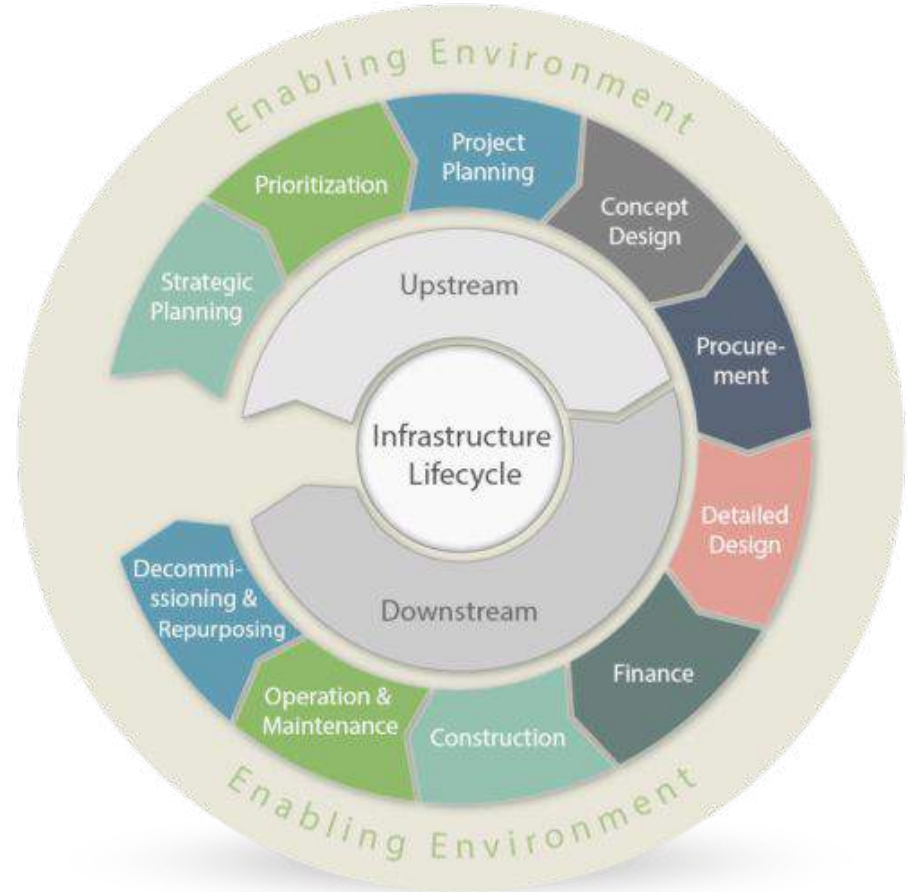 Enabling Environment
Strategic
Planning
Prioritization
Project
Planning
Concept
Design
Procure-
ment
Detailed
Design
Finance
Construction
Operation &
Maintenance
Decommi-
ssioning &
Repurposing
Upstream
Infrastructure
Lifecycle
Downstream
Enabling Environment